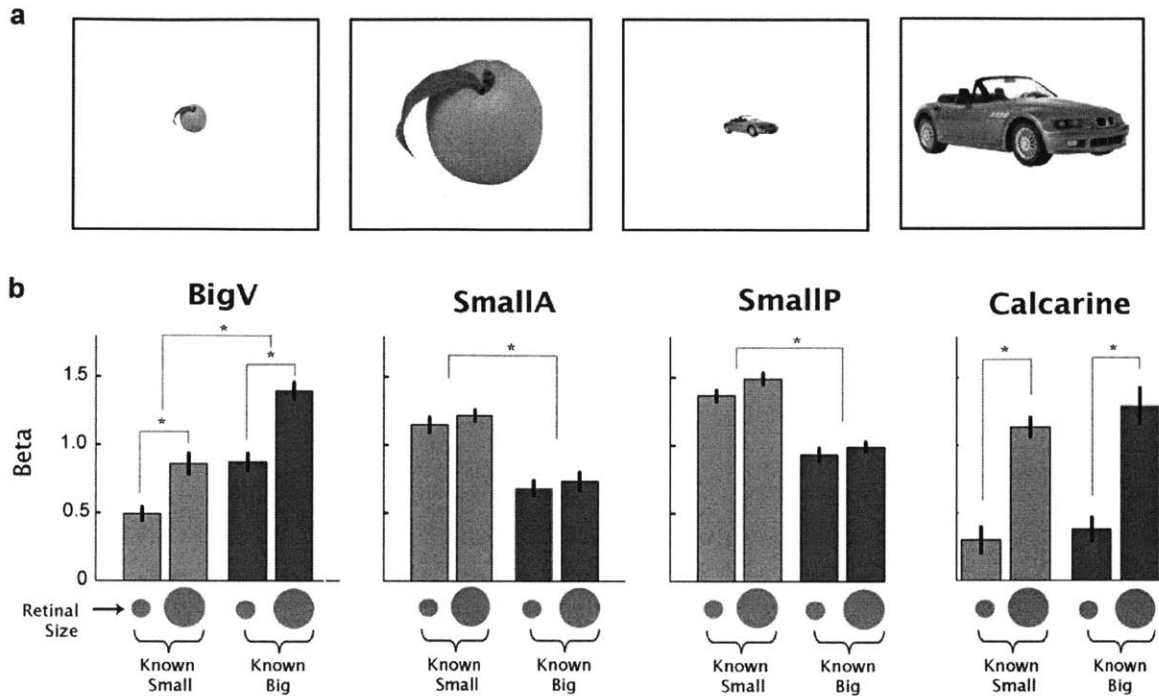 a
b
BigV
SmallA
SmallP
Calcarine
*
*
*
*
*
*
*
Beta
1.5
1.0
0.5
0
Retinal
Size
Known
Small
Known
Big
Known
Small
Known
Big
Known
Small
Known
Big
Known
Small
Known
Big